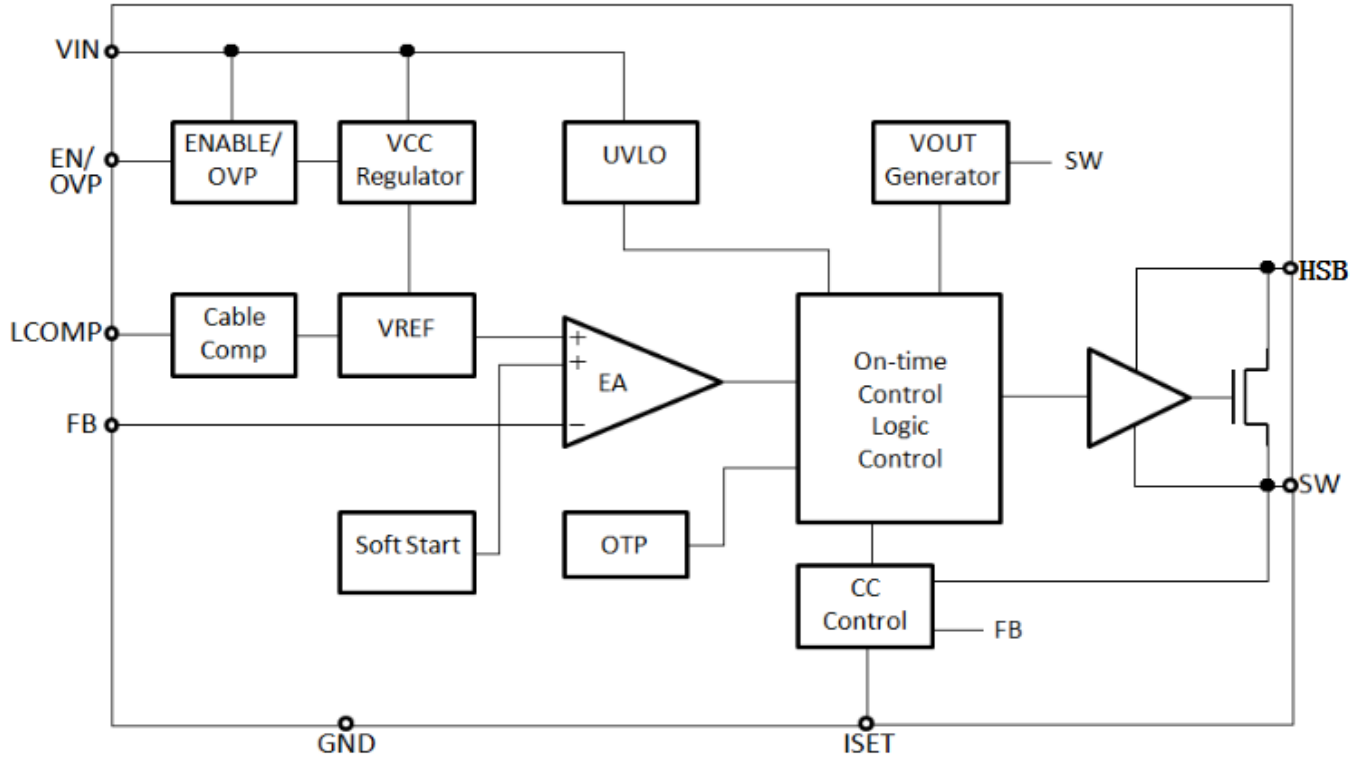 VIN
EN/
OVP
ENABLE/
OVP
VCC
Regulator
UVLO
VOUT
Generator
SW
HSB
LCOMP
Cable
Comp
VREF
+
+
EA
−
On-time
Control
Logic
Control
FB
SW
Soft Start
OTP
CC
Control
FB
GND
ISET